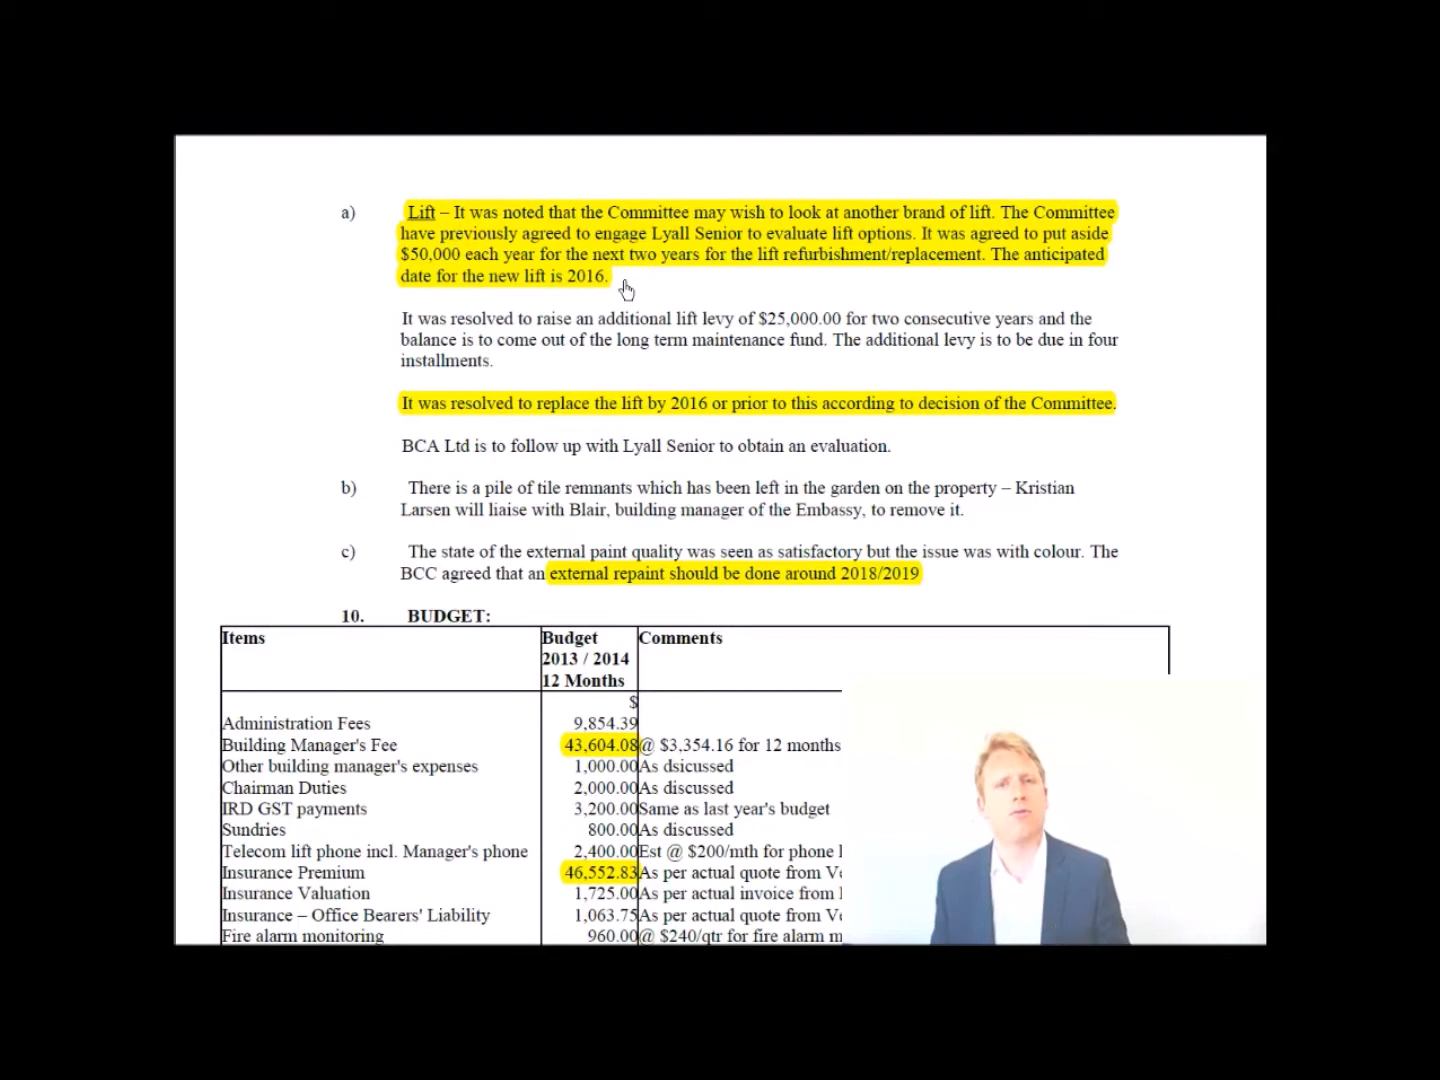 a) Lift – It was noted that the Committee may wish to look at another brand of lift. The Committee
have previously agreed to engage Lyall Senior to evaluate lift options. It was agreed to put aside
$50,000 each year for the next two years for the lift refurbishment/replacement. The anticipated
date for the new lift is 2016.
It was resolved to raise an additional lift levy of $25,000.00 for two consecutive years and the
balance is to come out of the long term maintenance fund. The additional levy is to be due in four
installments.
It was resolved to replace the lift by 2016 or prior to this according to decision of the Committee.
BCA Ltd is to follow up with Lyall Senior to obtain an evaluation.
b) There is a pile of tile remnants which has been left in the garden on the property – Kristian
Larsen will liaise with Blair, building manager of the Embassy, to remove it.
c) The state of the external paint quality was seen as satisfactory but the issue was with colour. The
BCC agreed that an external repaint should be done around 2018/2019
10. BUDGET:
Items Budget Comments
2013 / 2014
12 Months
$
Administration Fees 9,854.39
Building Manager's Fee 43,604.08 @ $3,354.16 for 12 months
Other building manager's expenses 1,000.00 As dsicussed
Chairman Duties 2,000.00 As discussed
IRD GST payments 3,200.00 Same as last year's budget
Sundries 800.00 As discussed
Telecom lift phone incl. Manager's phone 2,400.00 Est @ $200/mth for phone
Insurance Premium 46,552.83 As per actual quote from
Insurance Valuation 1,725.00 As per actual invoice from
Insurance – Office Bearers' Liability 1,063.75 As per actual quote from
Fire alarm monitoring 960.00 @ $240/qtr for fire alarm